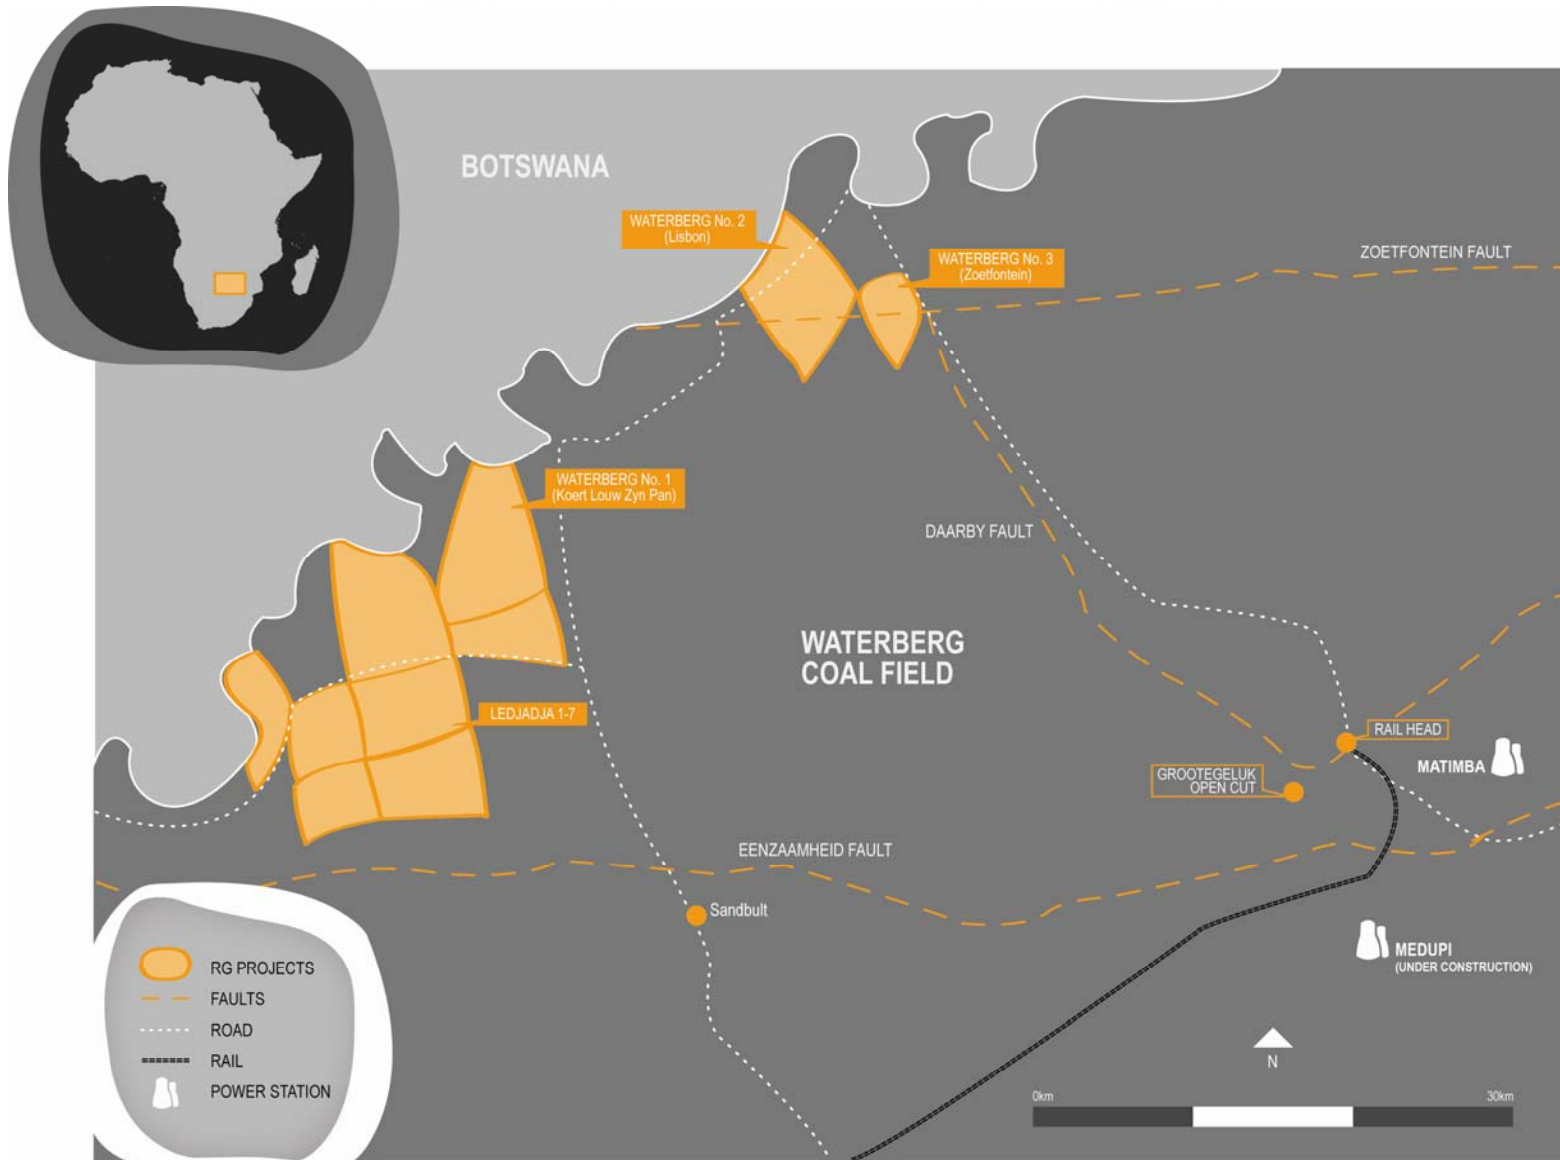 BOTSWANA
WATERBERG No. 2
(Lisbon)
WATERBERG No. 3
(Zoetfontein)
ZOETFONTEIN FAULT
WATERBERG No. 1
(Koert Louw Zyn Pan)
DAARBY FAULT
WATERBERG
COAL FIELD
LEDJADJA 1-7
RAIL HEAD
MATIMBA
GROOTEGELUK
OPEN CUT
EENZAAMHEID FAULT
Sandbult
MEDUPI
(UNDER CONSTRUCTION)
RG PROJECTS
FAULTS
ROAD
RAIL
POWER STATION
N
0km
30km